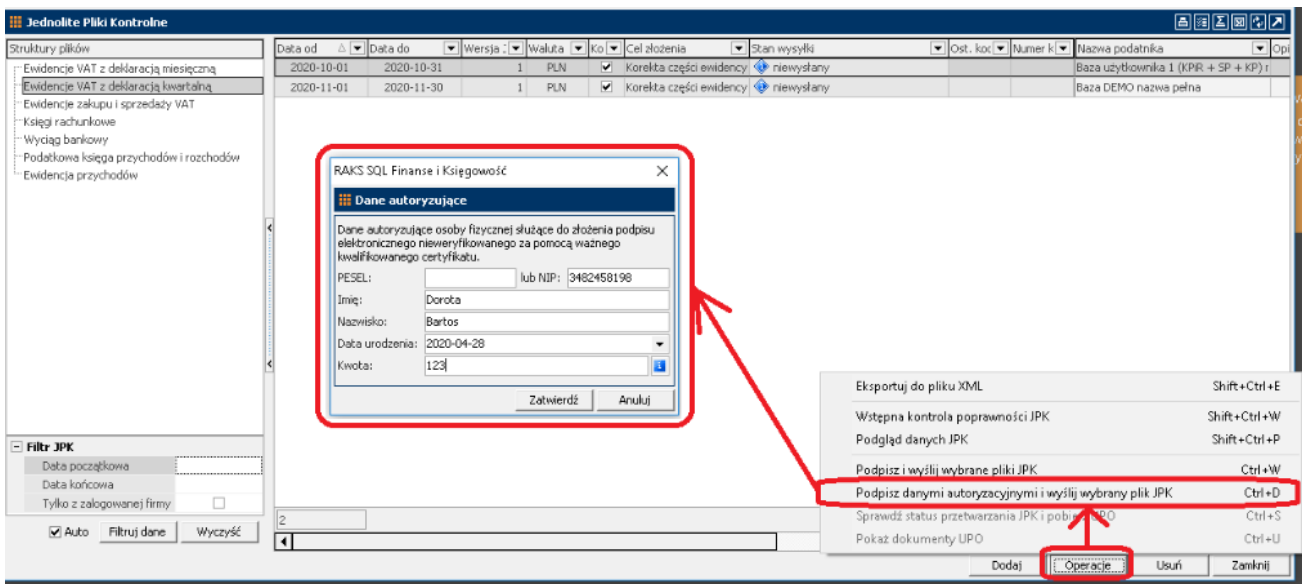 Jednolite Pliki Kontrolne
Struktury plików
Ewidencje VAT z deklaracją miesięczną
Ewidencje VAT z deklaracją kwartalną
Ewidencje zakupu i sprzedaży VAT
Księgi rachunkowe
Wyciąg bankowy
Podatkowa księga przychodów i rozchodów
Ewidencja przychodów
Data od Data do Wersja Waluta Ko Cel złożenia Stan wysyłki Ost. koc Numer k Nazwa podatnika Opi
2020-10-01 2020-10-31 1 PLN Korekta części ewidency niewysłany Baza użytkownika 1 (KPiR + SP + KP) r
2020-11-01 2020-11-30 1 PLN Korekta części ewidency niewysłany Baza DEMO nazwa pełna
RAKS SQL Finanse i Księgowość
Dane autoryzujące
Dane autoryzujące osoby fizycznej służące do złożenia podpisu
elektronicznego nieweryfikowanego za pomocą ważnego
kwalifikowanego certyfikatu.
PESEL: lub NIP: 3482458198
Imię: Dorota
Nazwisko: Bartos
Data urodzenia: 2020-04-28
Kwota: 123
Zatwierdź Anuluj
Eksportuj do pliku XML Shift+Ctrl+E
Wstępna kontrola poprawności JPK Shift+Ctrl+W
Podgląd danych JPK Shift+Ctrl+P
Podpisz i wyślij wybrane pliki JPK Ctrl+W
Podpisz danymi autoryzacyjnymi i wyślij wybrany plik JPK Ctrl+D
Sprawdź status przetwarzania JPK i pobierz UPO Ctrl+S
Pokaż dokumenty UPO Ctrl+U
Filtr JPK
Data początkowa
Data końcowa
Tylko z zalogowanej firmy
Auto Filtruj dane Wyczyść
2
Dodaj Operacje Usuń Zamknij